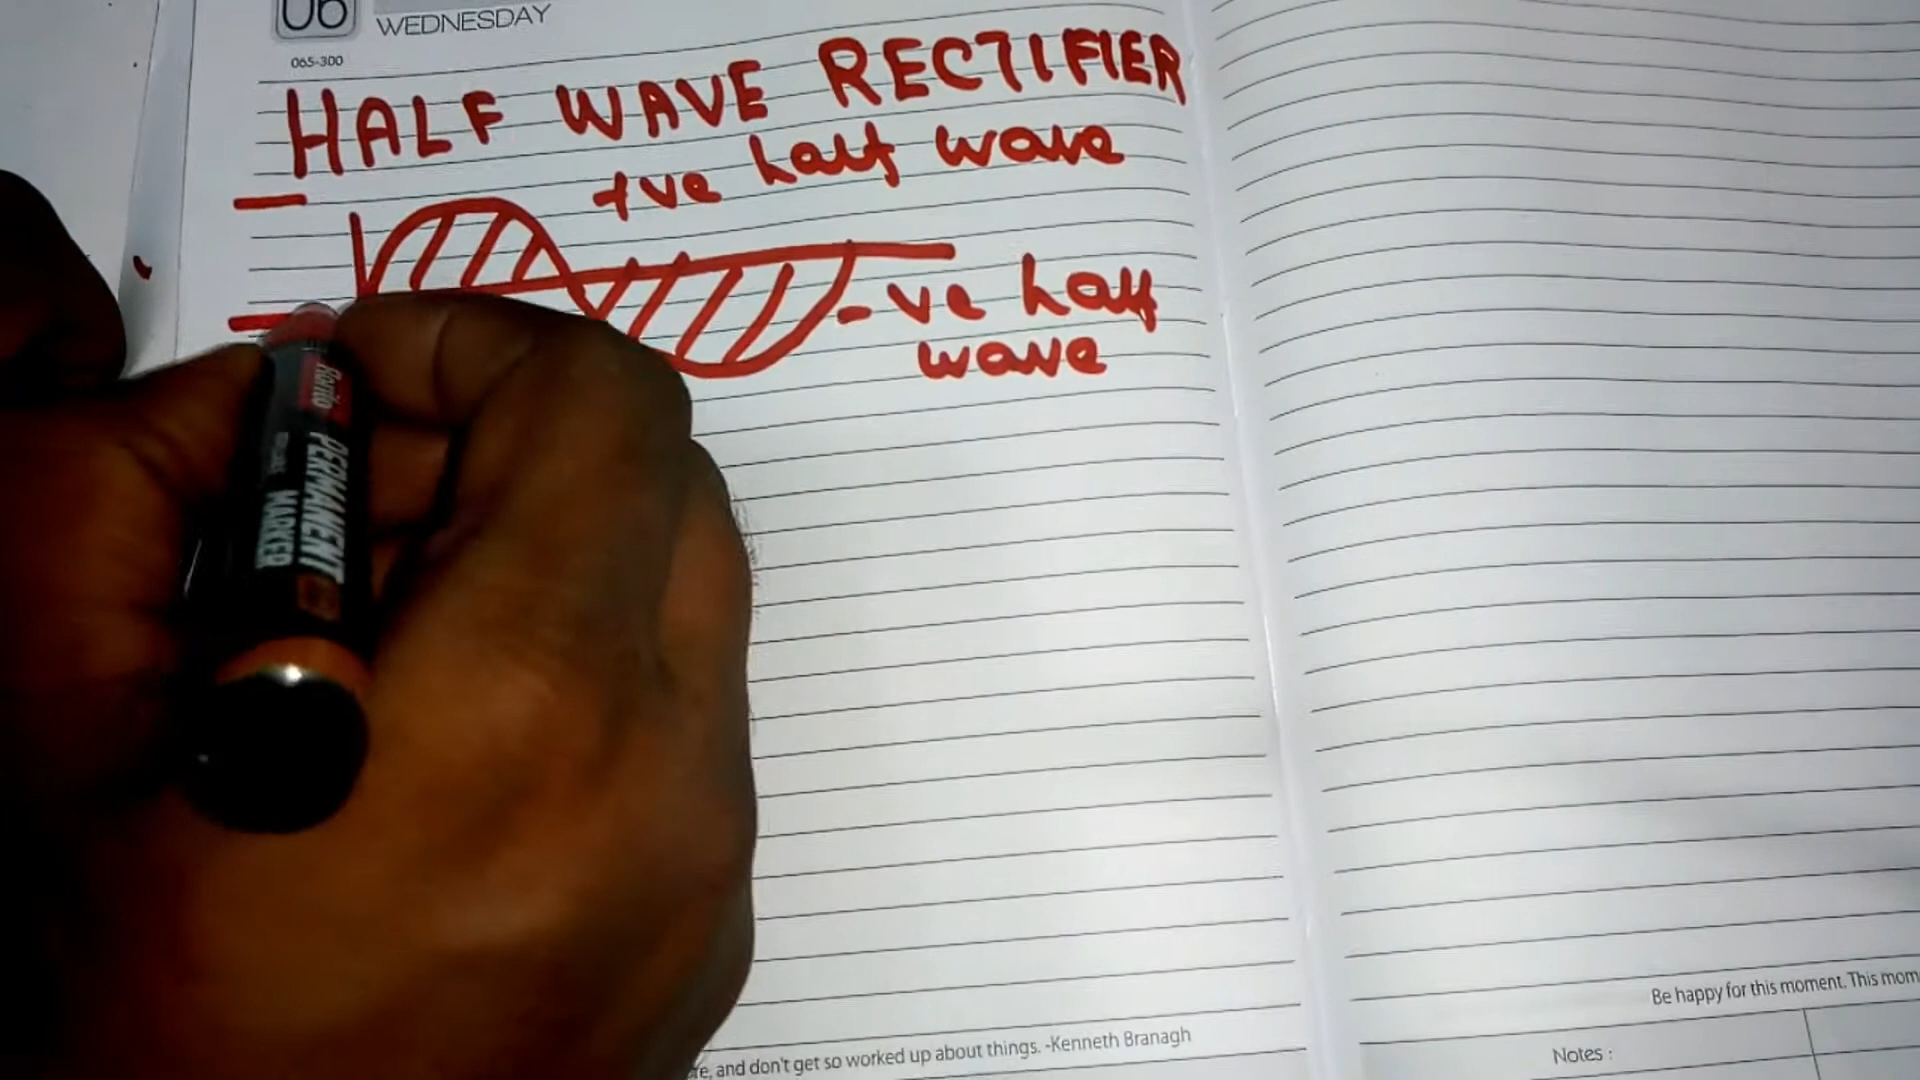 06
WEDNESDAY
065-300
HALF WAVE RECTIFIER
+ve half wave
-ve half
wave
PERMANENT
MARKER
Be happy for this moment. This mom
and don't get so worked up about things. -Kenneth Branagh
Notes :